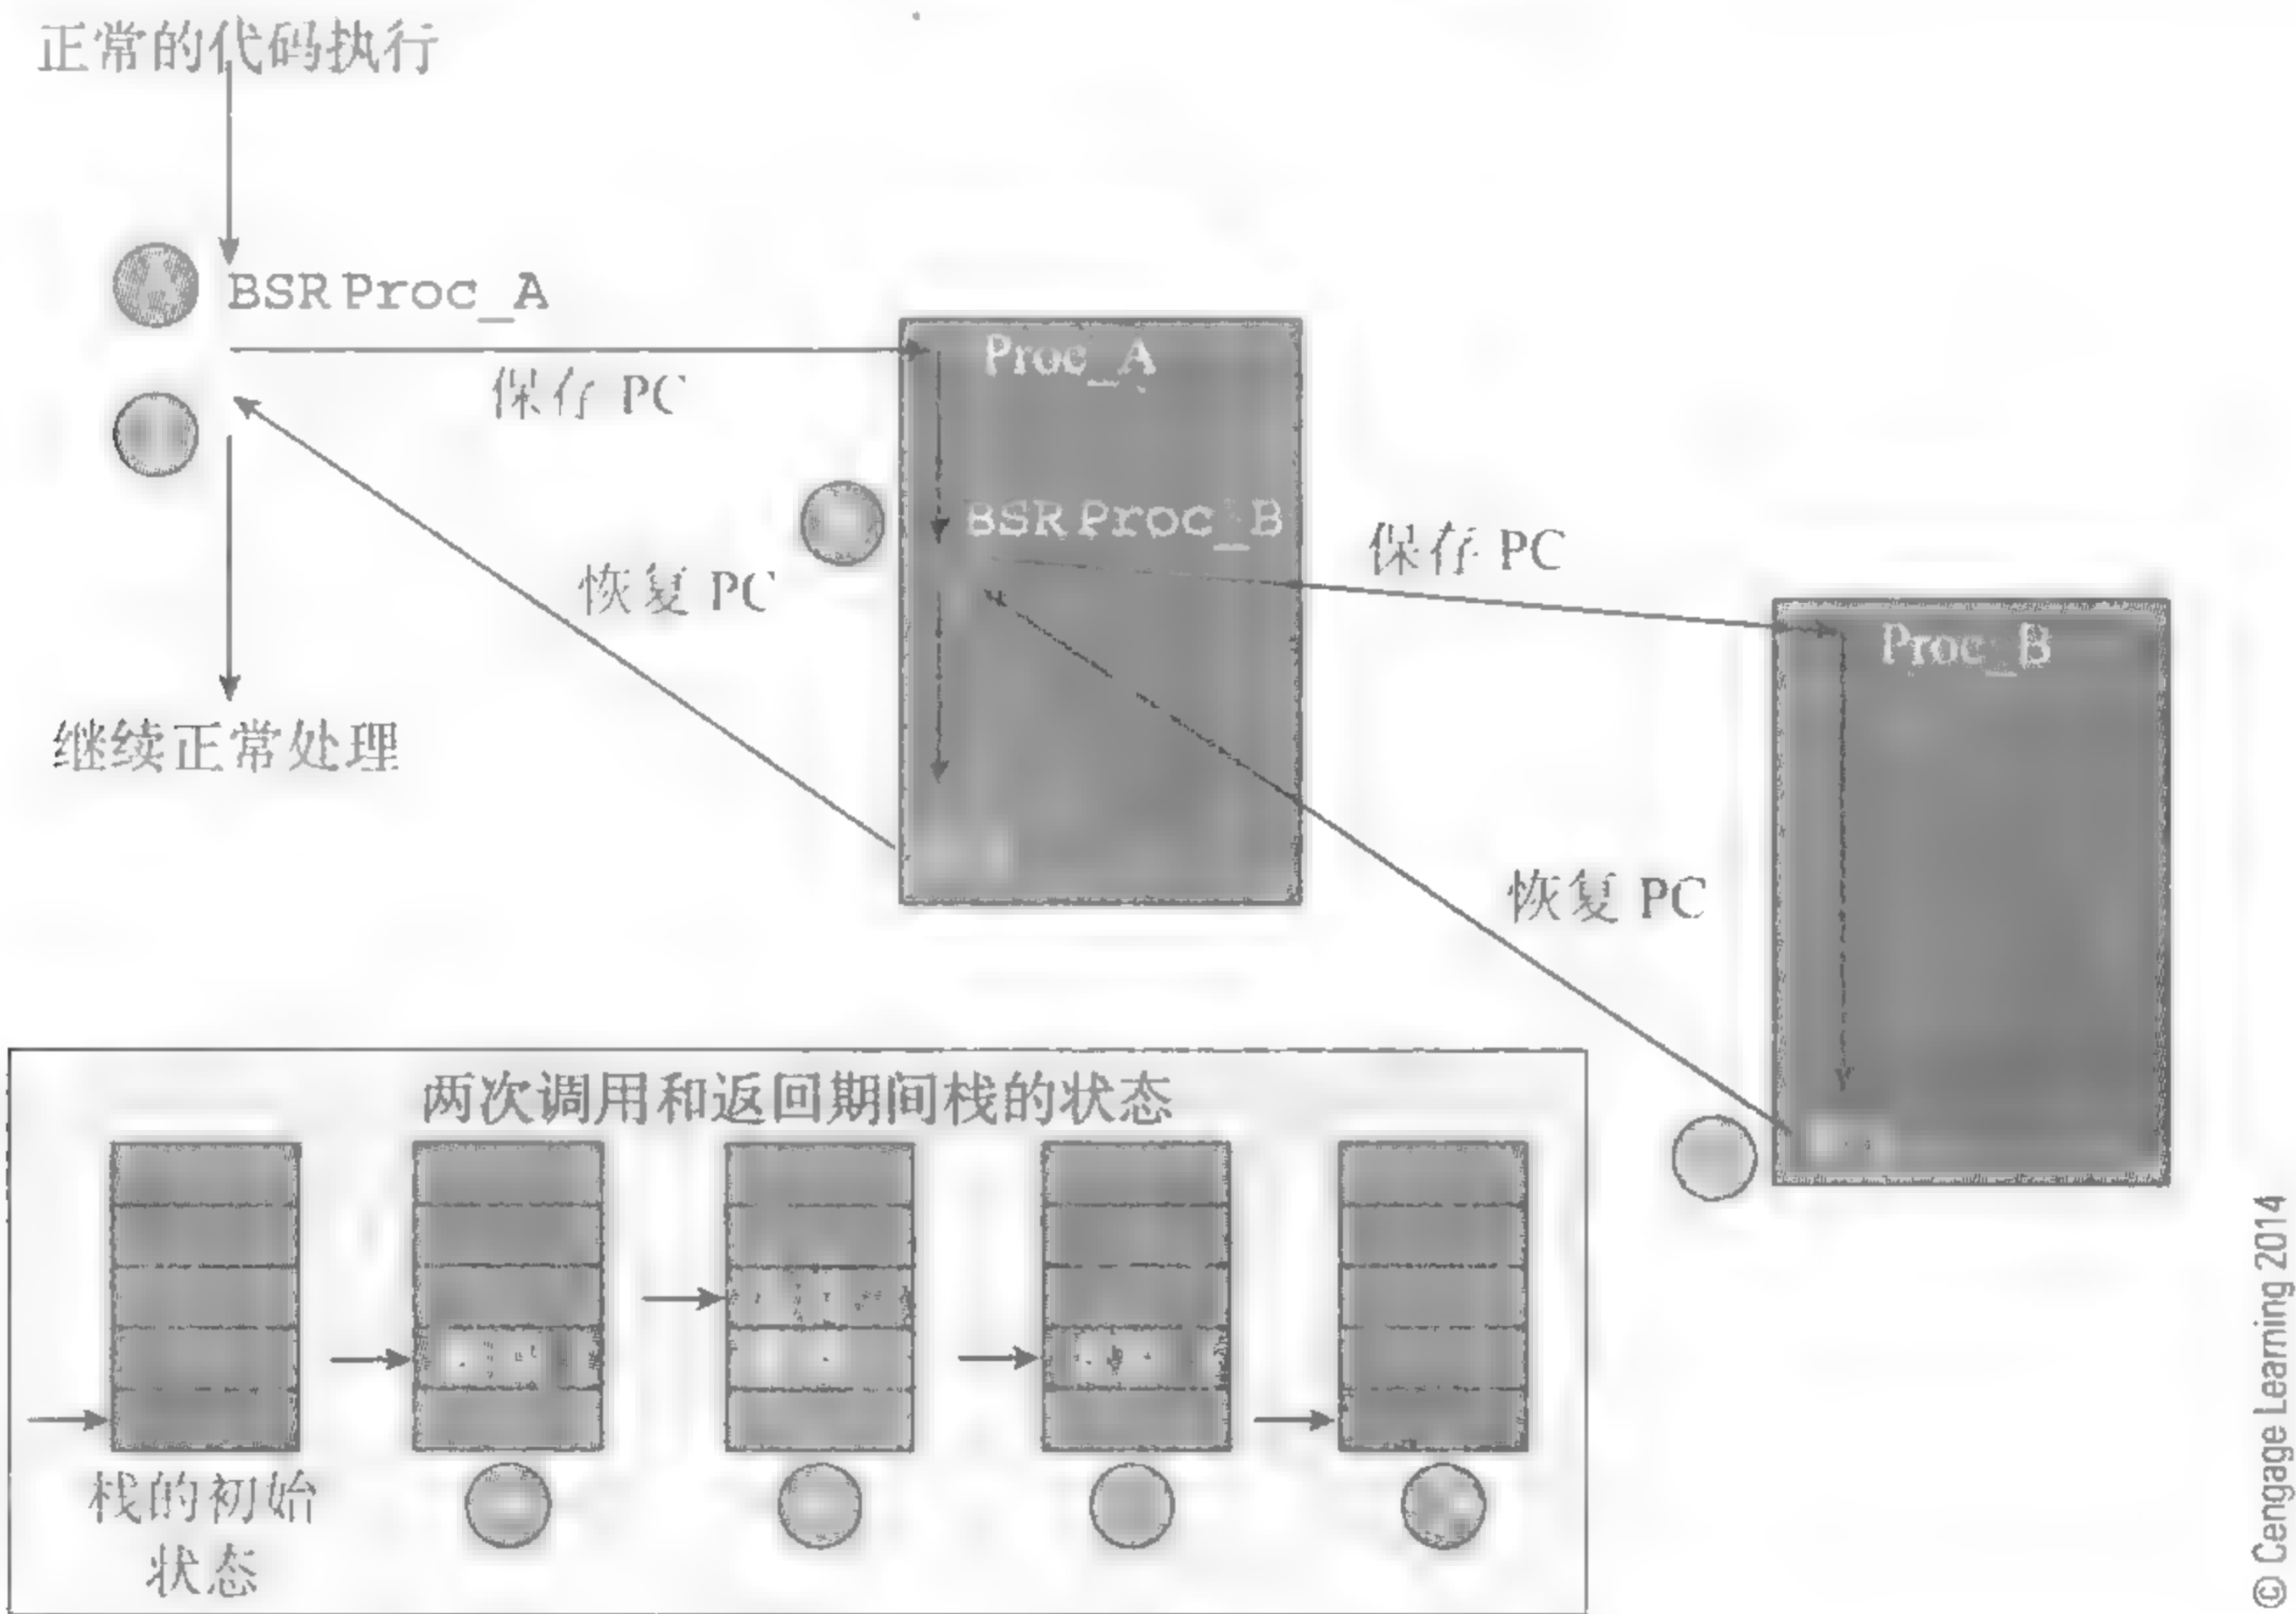 正常的代码执行
A
BSR Proc_A
保存 PC
Proc_A
BSR Proc_B
保存 PC
恢复 PC
Proc_B
继续正常处理
恢复 PC
两次调用和返回期间栈的状态
栈的初始
状态
© Cengage Learning 2014